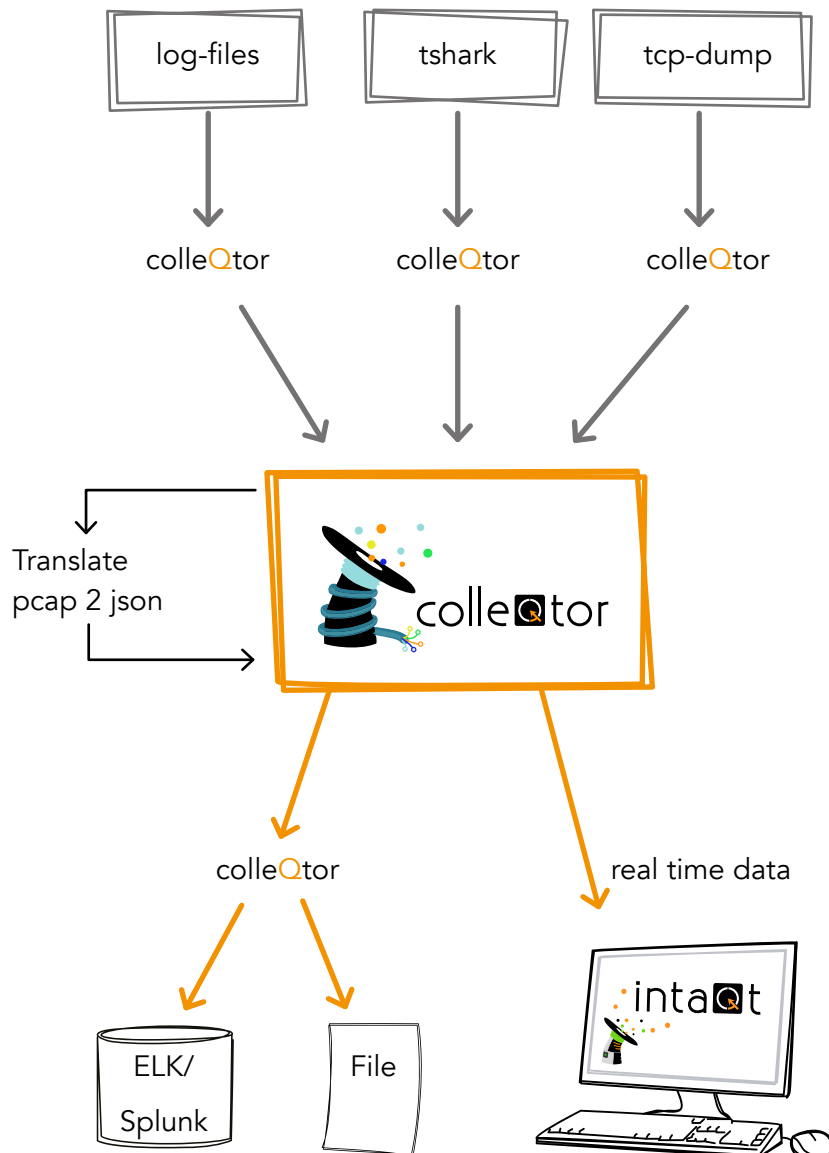 log-files
tshark
tcp-dump
colleQtor
colleQtor
colleQtor
Translate
pcap 2 json
colleQtor
colleQtor
real time data
intaQt
ELK/
Splunk
File